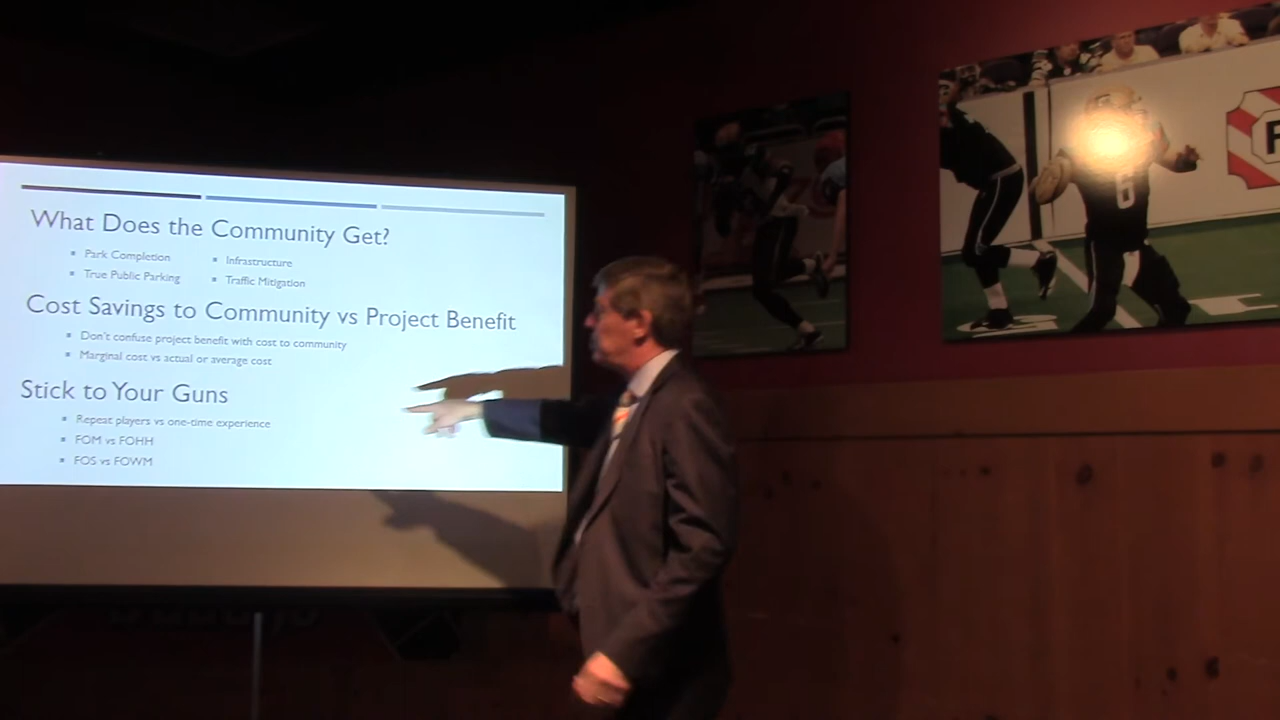 What Does the Community Get?
Park Completion
Infrastructure
True Public Parking
Traffic Mitigation
Cost Savings to Community vs Project Benefit
Don't confuse project benefit with cost to community
Marginal cost vs actual or average cost
Stick to Your Guns
Repeat players vs one-time experience
FOM vs FOHH
FOS vs FOWM
6